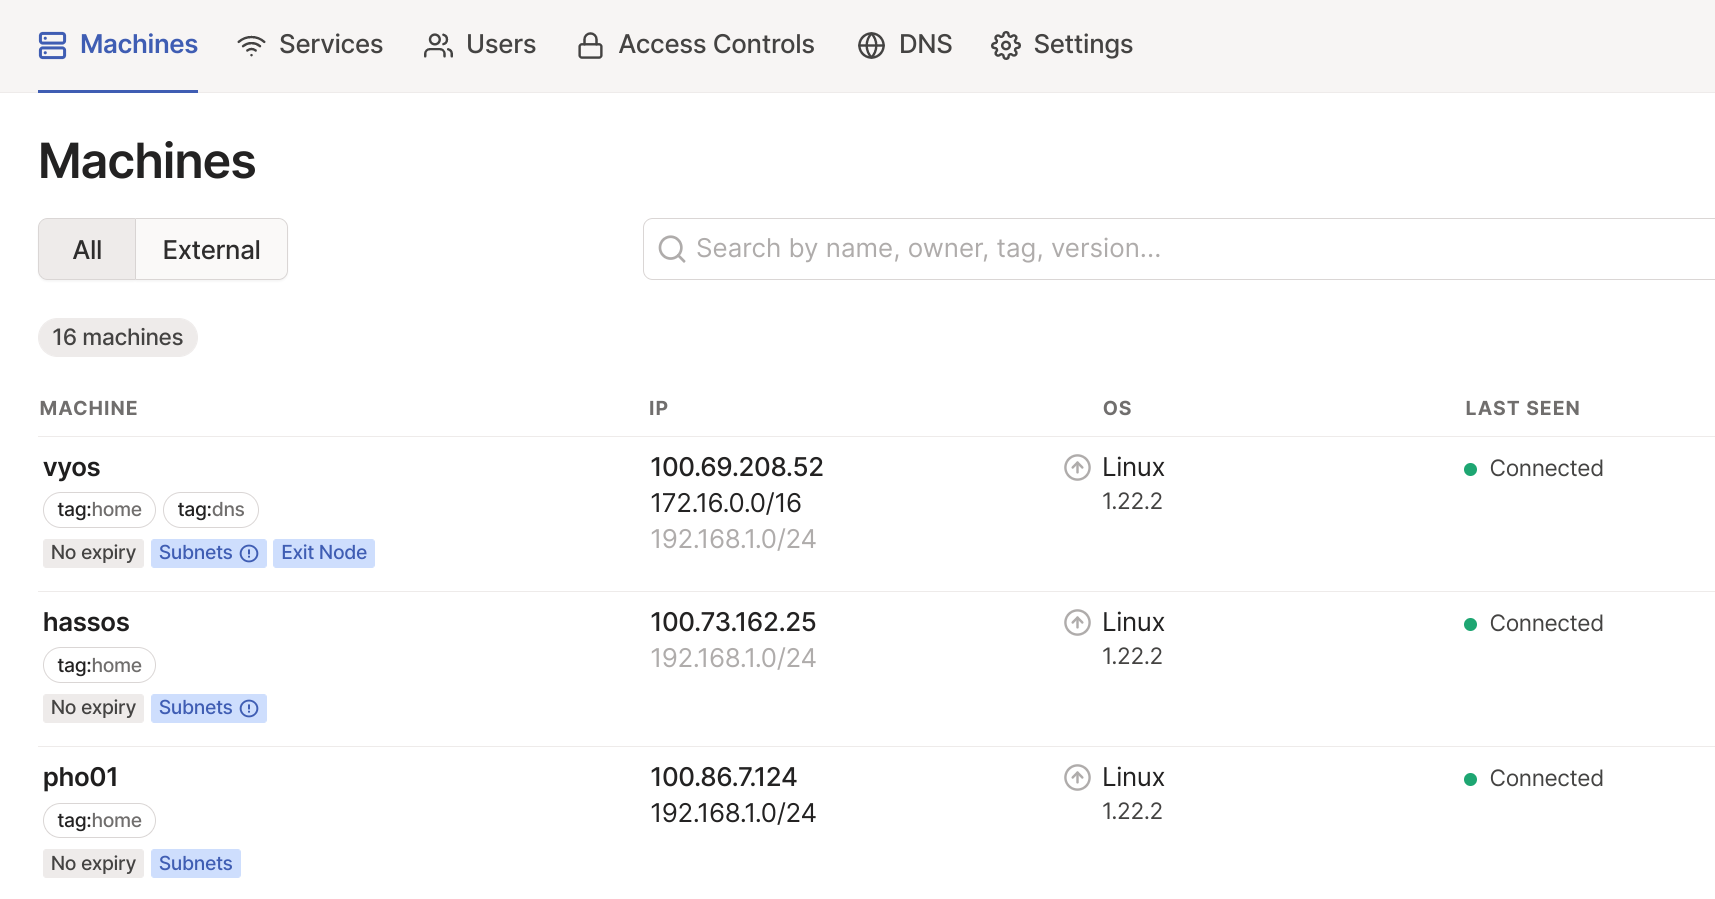 Machines Services Users Access Controls DNS Settings
Machines
All External
Search by name, owner, tag, version...
16 machines
MACHINE IP OS LAST SEEN
vyos 100.69.208.52 Linux Connected
172.16.0.0/16 1.22.2
tag:home tag:dns
192.168.1.0/24
No expiry Subnets Exit Node
hassos 100.73.162.25 Linux Connected
192.168.1.0/24 1.22.2
tag:home
No expiry Subnets
pho01 100.86.7.124 Linux Connected
192.168.1.0/24 1.22.2
tag:home
No expiry Subnets